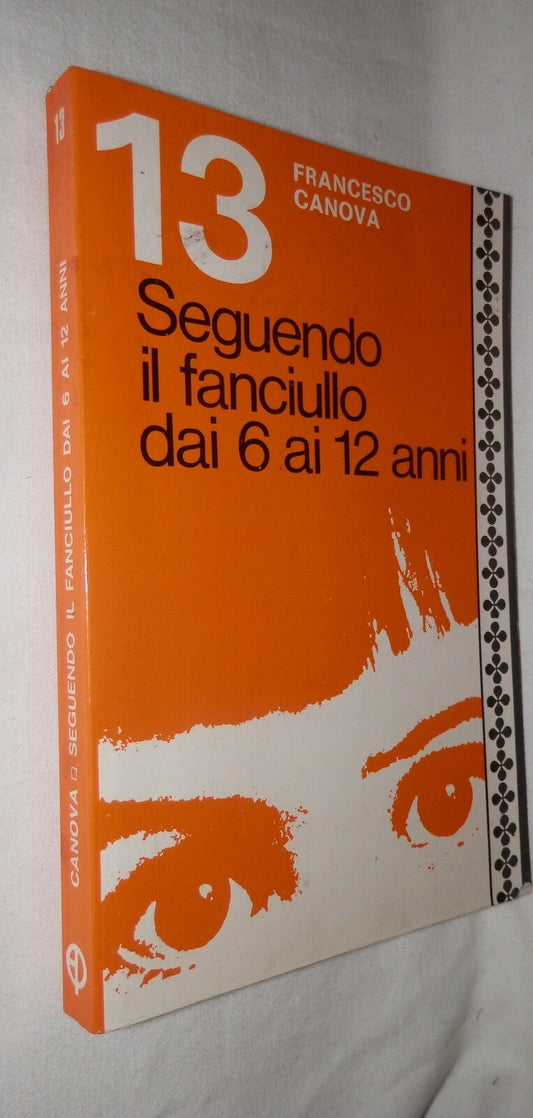 13
FRANCESCO
CANOVA
Seguendo
il fanciullo
dai 6 ai 12 anni
CANOVA □ SEGUENDO IL FANCIULLO DAI 6 AI 12 ANNI
13